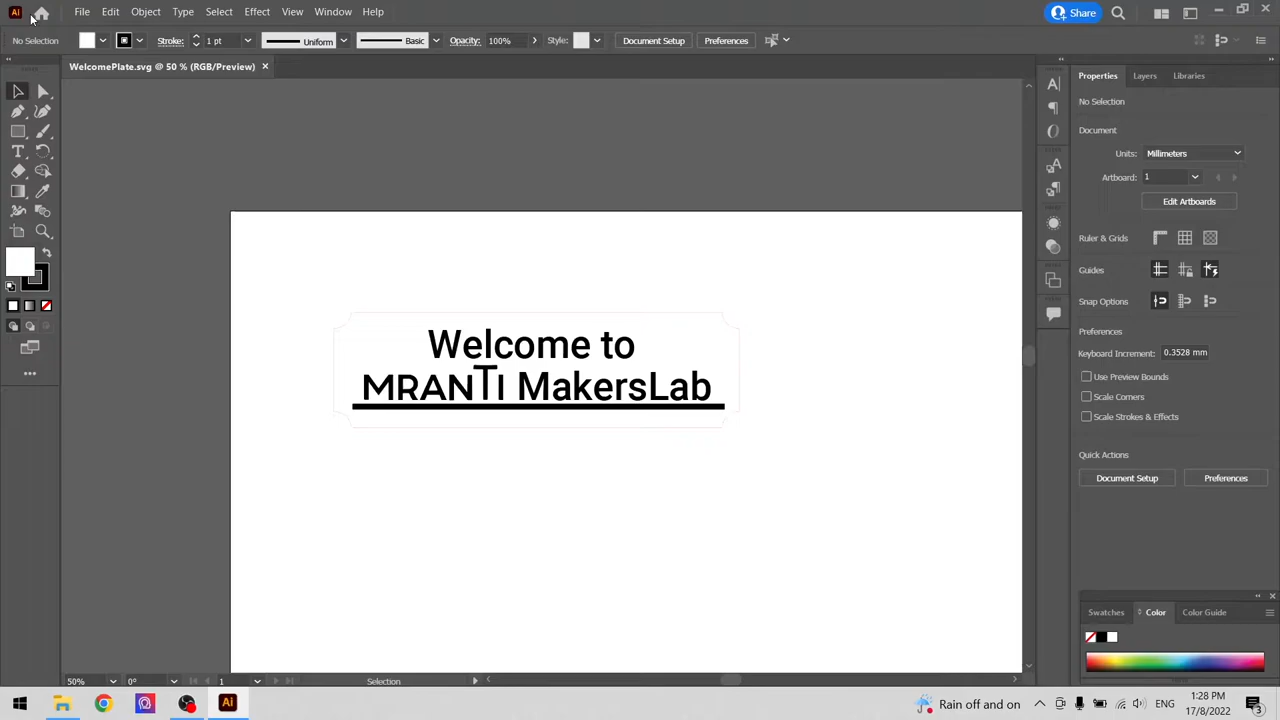 Ai File Edit Object Type Select Effect View Window Help Share
No Selection Stroke: 1 pt Uniform Basic Opacity: 100% Style: Document Setup Preferences
WelcomePlate.svg @ 50 % (RGB/Preview) ×
Properties Layers Libraries
No Selection
Document
Units: Millimeters
Artboard: 1
Edit Artboards
Ruler & Grids
Guides
Snap Options
Preferences
Keyboard Increment: 0.3528 mm
Use Preview Bounds
Scale Corners
Scale Strokes & Effects
Quick Actions
Document Setup Preferences
Welcome to
MRANTI MakersLab
Swatches Color Color Guide
50% 0° 1 Selection
Ai Rain off and on ENG 1:28 PM
17/8/2022 3